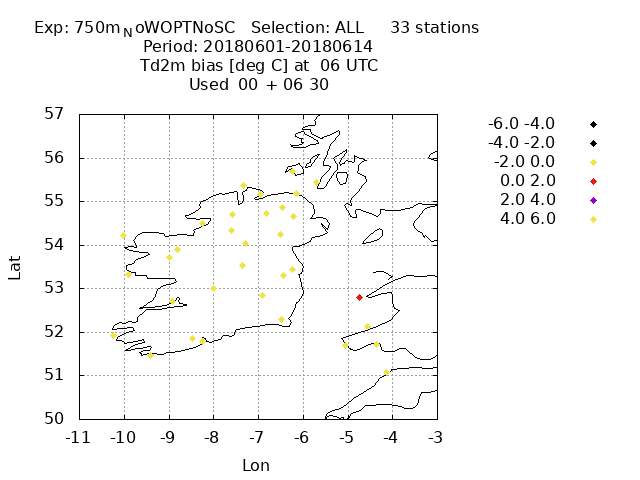 Exp: 750m_NoWOPTNoSC Selection: ALL 33 stations
Period: 20180601-20180614
Td2m bias [deg C] at 06 UTC
Used 00 + 06 30
57
56
55
54
53
52
51
50
-11 -10 -9 -8 -7 -6 -5 -4 -3
Lat
Lon
-6.0 -4.0
-4.0 -2.0
-2.0 0.0
0.0 2.0
2.0 4.0
4.0 6.0